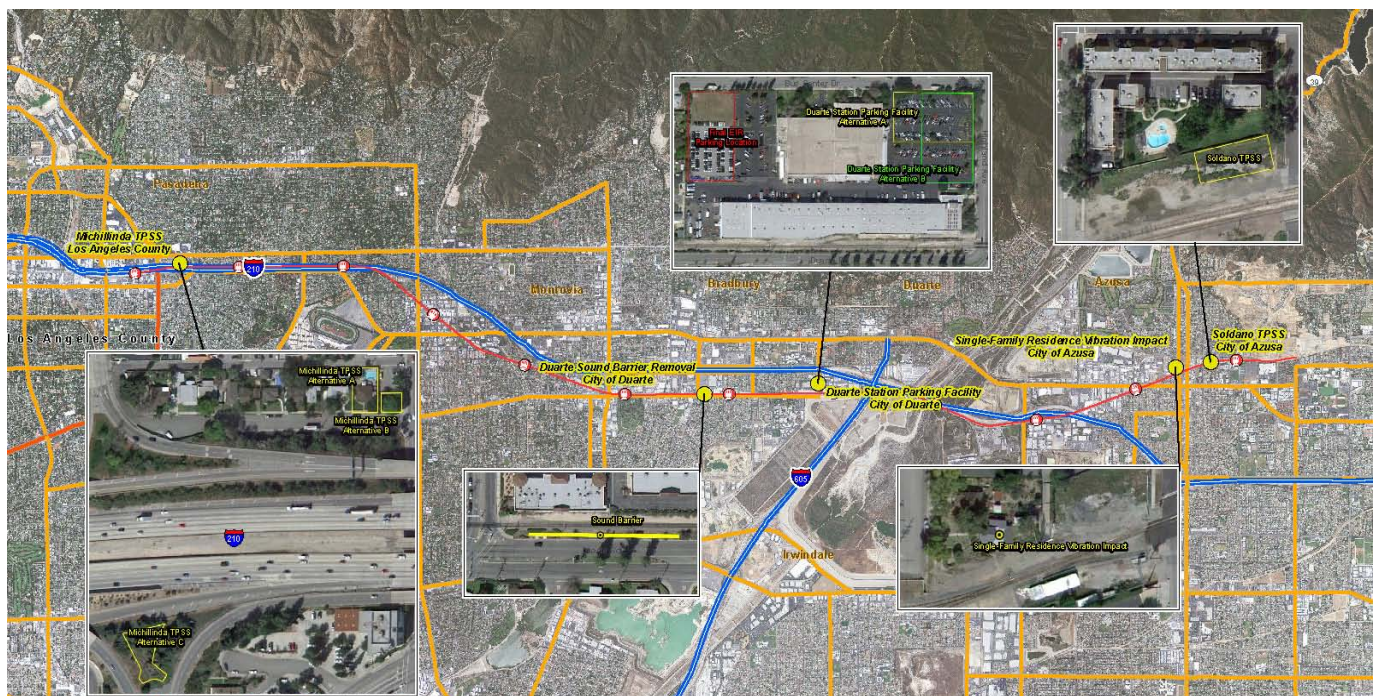 39
Bus Center Dr
Duarte Station Parking Facility
Alternative A
Final EIR
Parking Location
Duarte Station Parking Facility
Alternative B
Soldano TPSS
Pasadena
Michillinda TPSS
Los Angeles County
210
Monrovia
Bradbury
Duarte
Azusa
Los Angeles County
Single-Family Residence Vibration Impact
City of Azusa
Soldano TPSS
City of Azusa
Duarte Sound Barrier Removal
City of Duarte
Duarte Station Parking Facility
City of Duarte
Michillinda TPSS
Alternative A
Michillinda TPSS
Alternative B
210
Michillinda TPSS
Alternative C
Sound Barrier
605
Irwindale
Single-Family Residence Vibration Impact